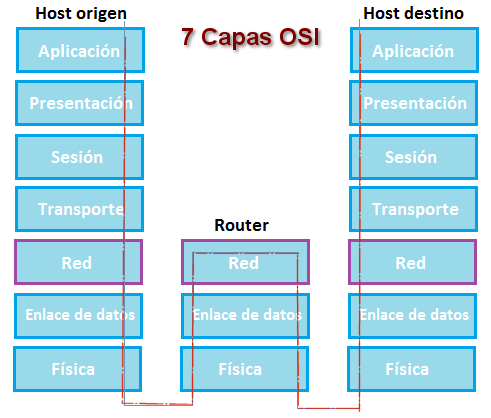 Host origen
7 Capas OSI
Host destino
Aplicación
Presentación
Sesión
Transporte
Red
Enlace de datos
Física
Router
Red
Enlace de datos
Física
Aplicación
Presentación
Sesión
Transporte
Red
Enlace de datos
Física